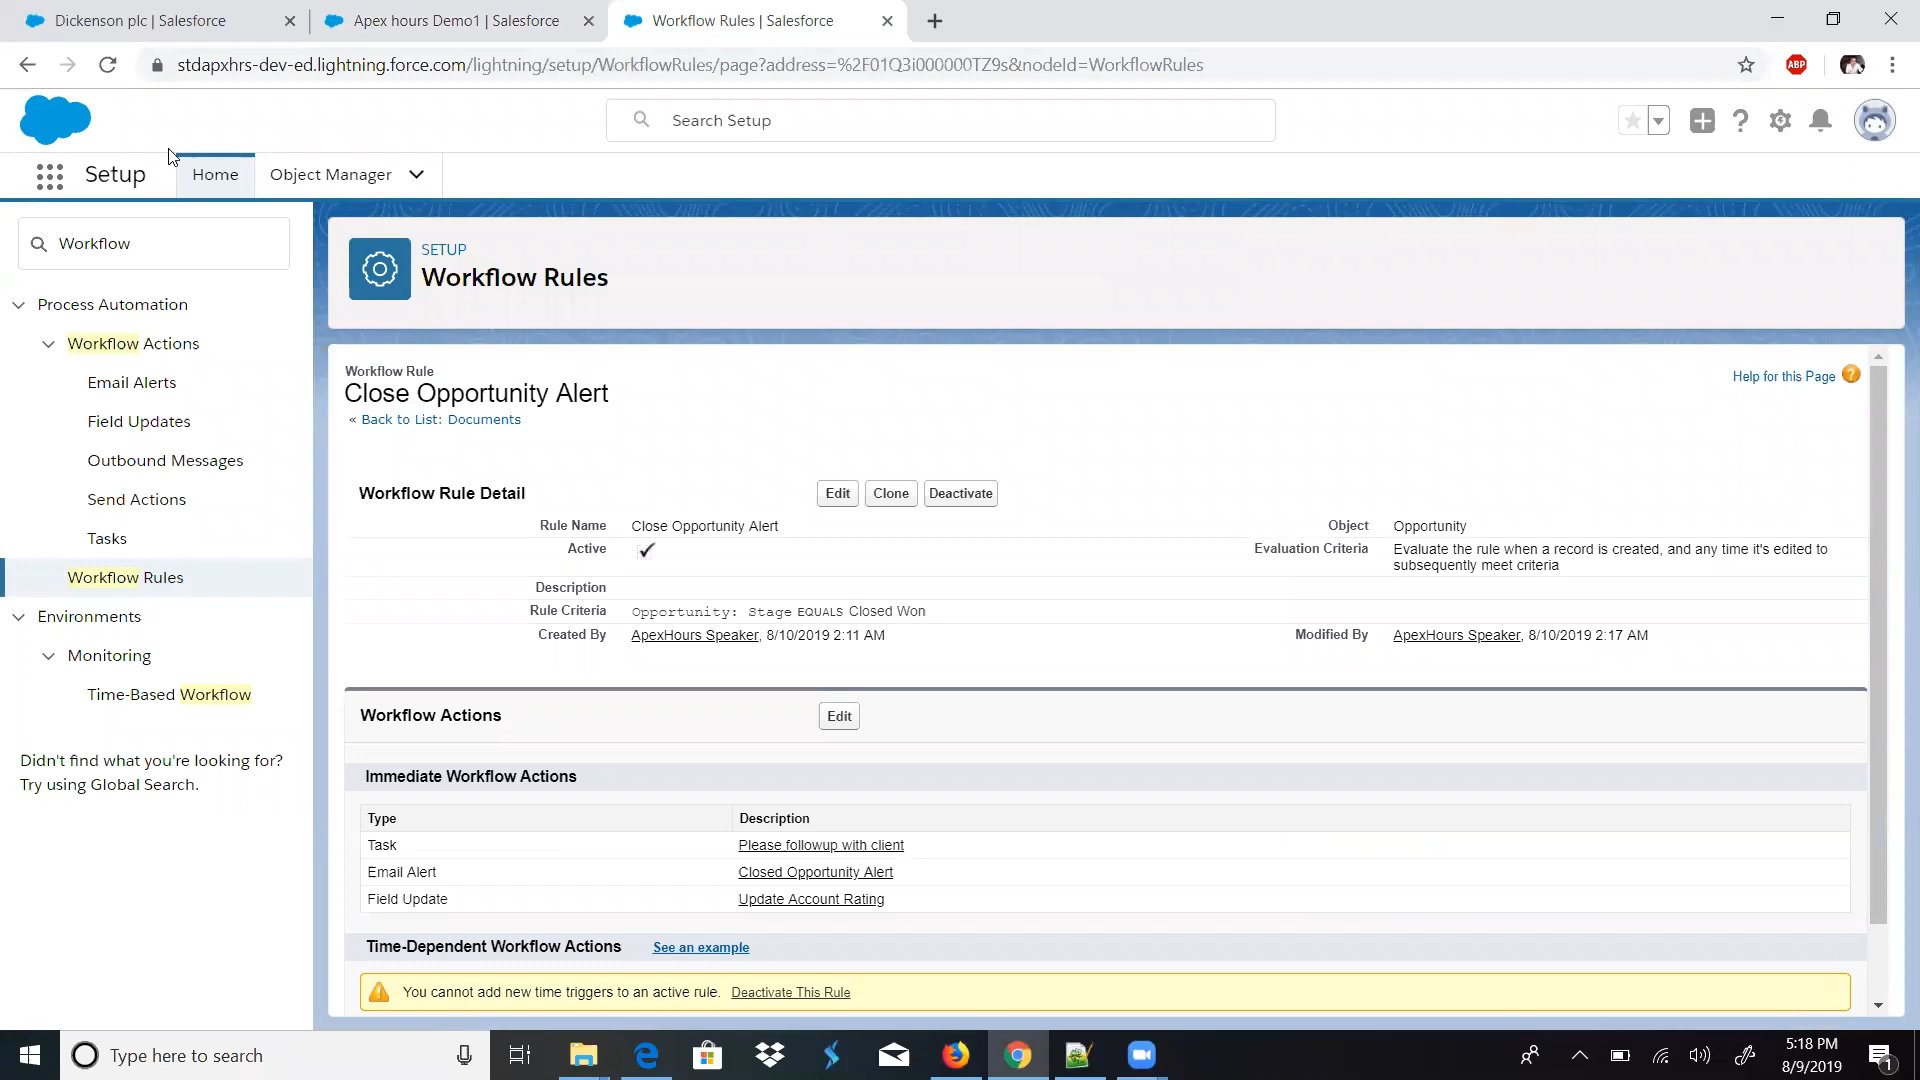 Dickenson plc | Salesforce
Apex hours Demo1 | Salesforce
Workflow Rules | Salesforce
stdapxhrs-dev-ed.lightning.force.com/lightning/setup/WorkflowRules/page?address=%2F01Q3i000000TZ9s&nodeId=WorkflowRules
ABP
Search Setup
Setup
Home
Object Manager
Workflow
Process Automation
Workflow Actions
Email Alerts
Field Updates
Outbound Messages
Send Actions
Tasks
Workflow Rules
Environments
Monitoring
Time-Based Workflow
Didn't find what you're looking for?
Try using Global Search.
SETUP
Workflow Rules
Workflow Rule
Close Opportunity Alert
« Back to List: Documents
Help for this Page
Workflow Rule Detail
Edit
Clone
Deactivate
Rule Name Close Opportunity Alert
Object Opportunity
Active
Evaluation Criteria Evaluate the rule when a record is created, and any time it's edited to
subsequently meet criteria
Description
Rule Criteria Opportunity: Stage EQUALS Closed Won
Created By ApexHours Speaker, 8/10/2019 2:11 AM
Modified By ApexHours Speaker, 8/10/2019 2:17 AM
Workflow Actions
Edit
Immediate Workflow Actions
Type Description
Task Please followup with client
Email Alert Closed Opportunity Alert
Field Update Update Account Rating
Time-Dependent Workflow Actions See an example
You cannot add new time triggers to an active rule. Deactivate This Rule
Type here to search
5:18 PM
8/9/2019
1